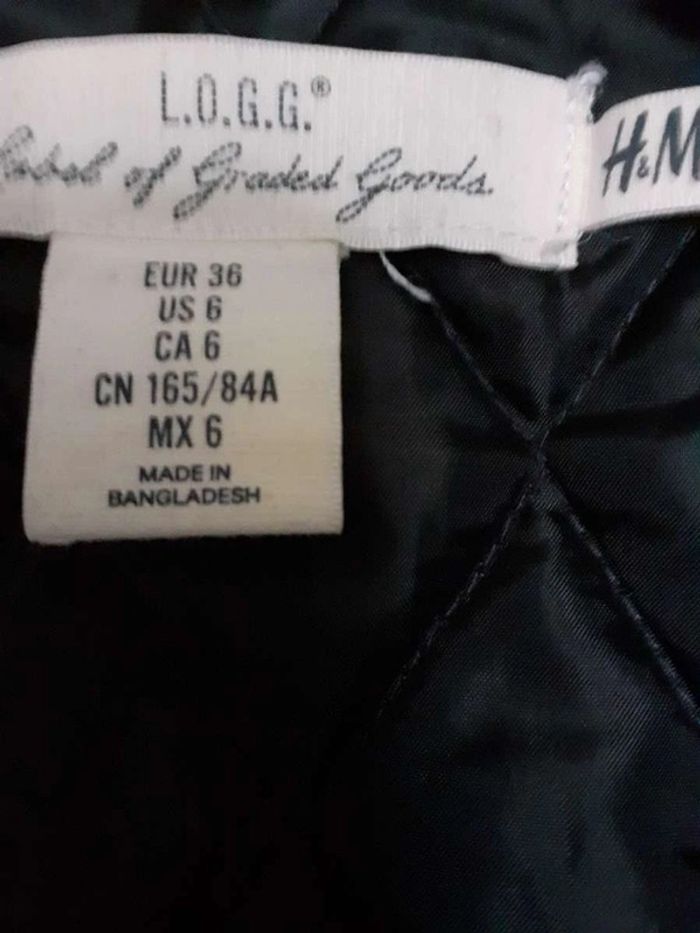 L.O.G.G.®
Label of Graded Goods.
H&M
EUR 36
US 6
CA 6
CN 165/84A
MX 6
MADE IN
BANGLADESH